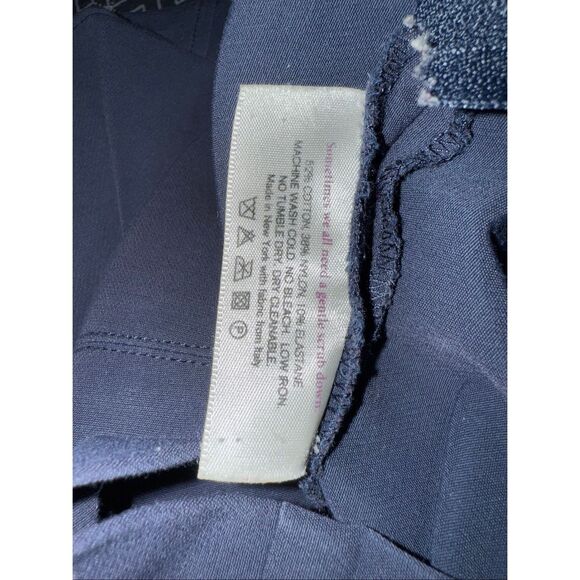 Sometimes we all need a gentle scrub down.
52% COTTON, 38% NYLON, 10% ELASTANE
MACHINE WASH COLD NO BLEACH LOW IRON.
NO TUMBLE DRY. DRY CLEANABLE.
Made in New York with fabric from Italy